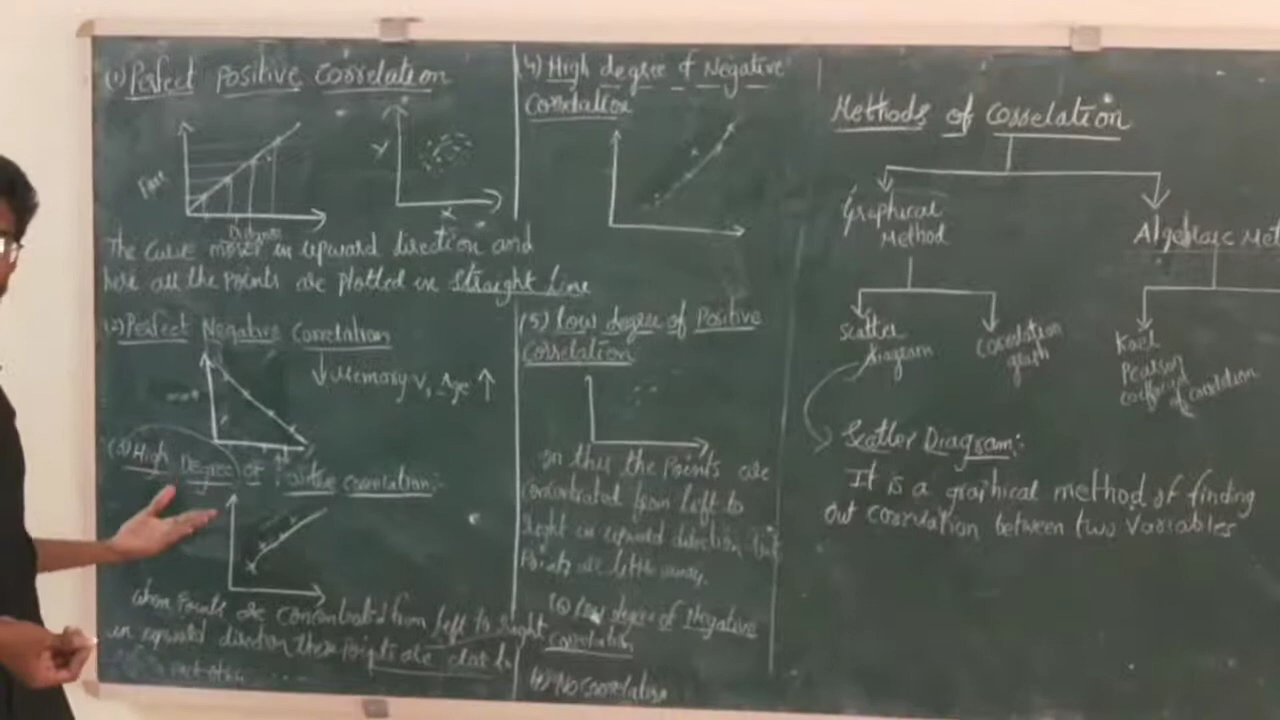 (1) Perfect Positive Correlation
Fare
Distance
Y
X
The Curve moves in upward direction and
here all the Points are plotted in Straight Line
(2) Perfect Negative Correlation
↓ Memory Vs Age ↑
(3) High Degree of Positive Correlation:-
when Points are Concentrated from left to Right
in upward direction these Points are close to
each other
4) High degree of Negative
Correlation
(5) Low degree of Positive
Correlation
In this the Points are
Concentrated from left to
Right in upward direction but
Points are little away.
(6) Low degree of Negative
Correlation
No Correlation
Methods of Correlation
Graphical
Method
Algebraic Met
Scatter
Diagram
Correlation
graph
Karl
Pearson
Coefficient
of Correlation
Scatter Diagram:
It is a graphical method of finding
out correlation between two Variables